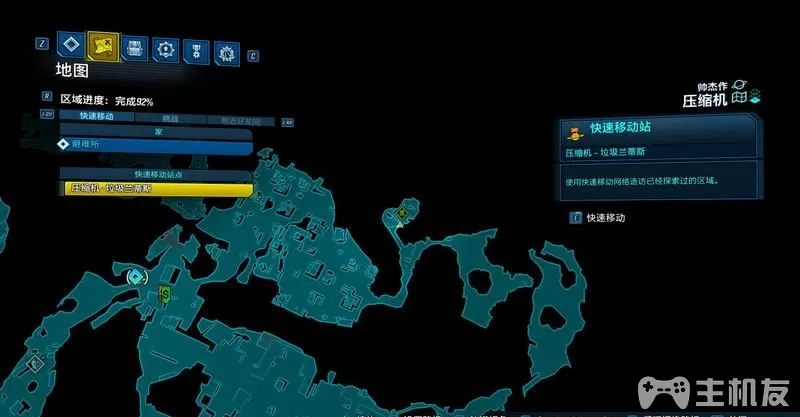 Z
C
地图
R
区域进度：完成92%
快速移动
挑战
家
避难所
快速移动站点
压缩机 - 垃圾兰蒂斯
帅杰作
压缩机
快速移动站
压缩机 - 垃圾兰蒂斯
使用快速移动网络造访已经探索过的区域。
快速移动
主机友